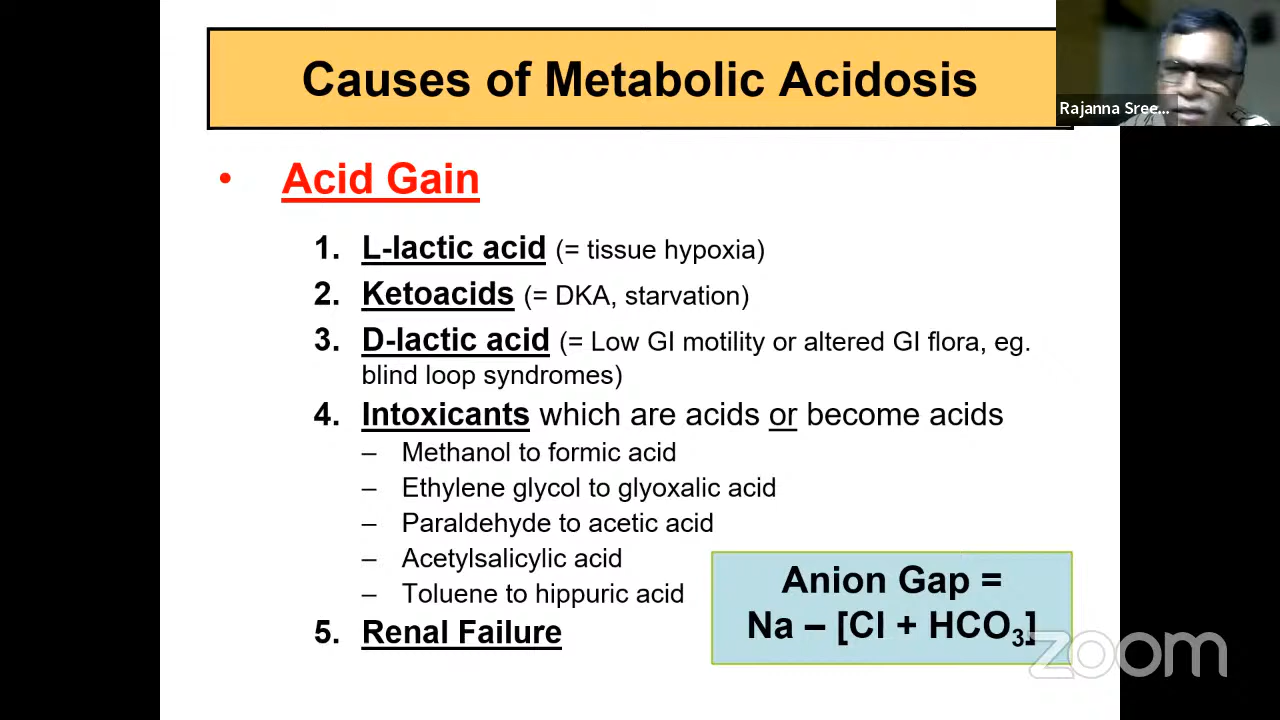 Causes of Metabolic Acidosis
Rajanna Sree...
• Acid Gain
1. L-lactic acid (= tissue hypoxia)
2. Ketoacids (= DKA, starvation)
3. D-lactic acid (= Low GI motility or altered GI flora, eg.
blind loop syndromes)
4. Intoxicants which are acids or become acids
– Methanol to formic acid
– Ethylene glycol to glyoxalic acid
– Paraldehyde to acetic acid
– Acetylsalicylic acid
– Toluene to hippuric acid
5. Renal Failure
Anion Gap =
Na – [Cl + HCO₃]
zoom